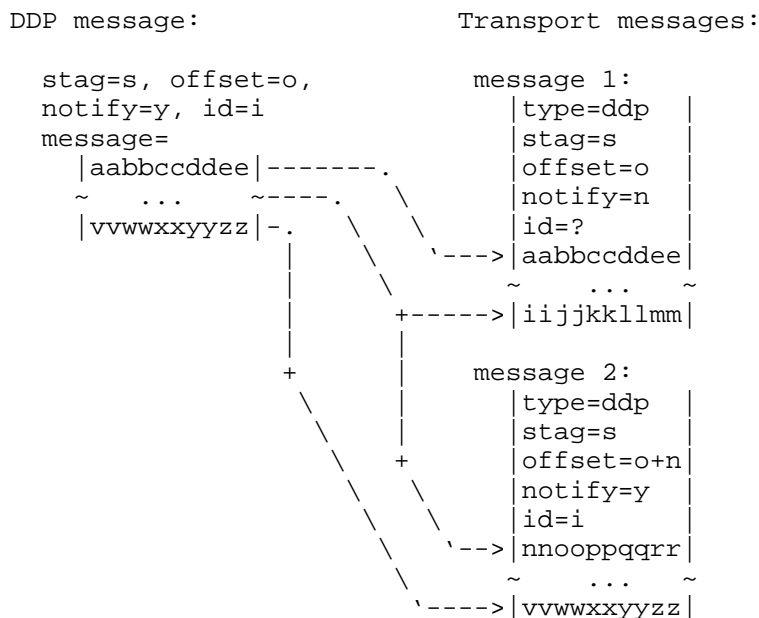 DDP message:                 Transport messages:

  stag=s, offset=o,           message 1:
  notify=y, id=i                |type=ddp  |
  message=                      |stag=s    |
    |aabbccddee|-------.        |offset=o  |
    ~   ...    ~----.   \       |notify=n  |
    |vvwwxxyyzz|-.   \   \      |id=?      |
                 |    \   '--->|aabbccddee|
                 |     \       ~    ...   ~
                 |      +----->|iijjkkllmm|
                 |      |
                 +      |     message 2:
                  \     |       |type=ddp  |
                   \    |       |stag=s    |
                    \   +       |offset=o+n|
                     \   \      |notify=y  |
                      \   \     |id=i      |
                       \   '-->|nnooppqqrr|
                        \      ~    ...   ~
                         '---->|vvwwxxyyzz|